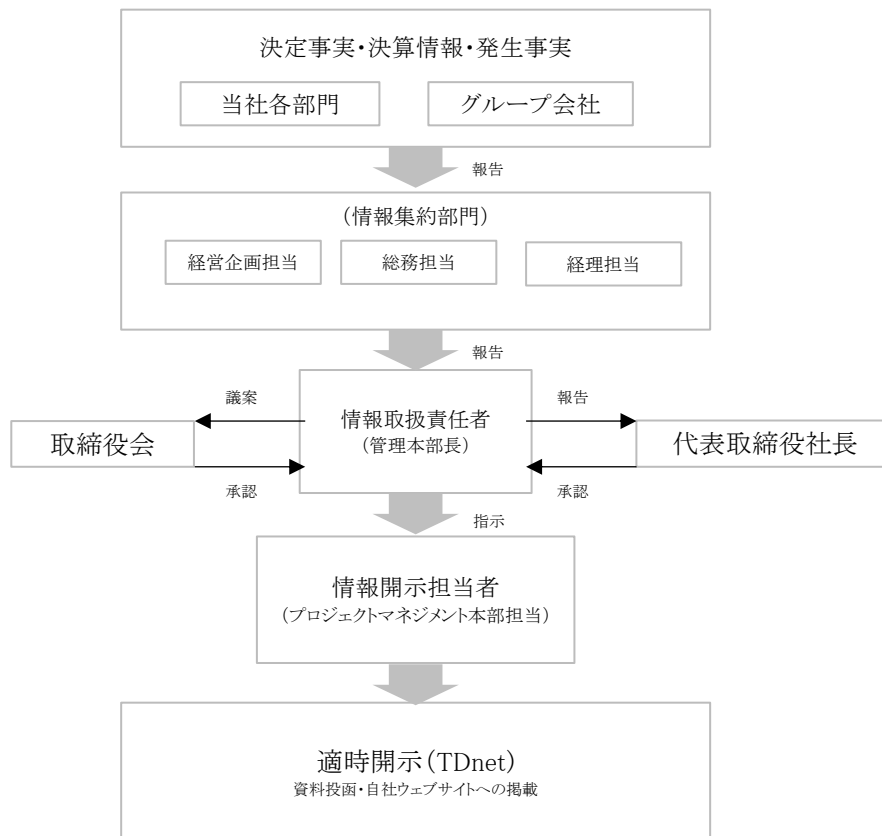 決定事実・決算情報・発生事実
当社各部門
グループ会社
報告
(情報集約部門)
経営企画担当
総務担当
経理担当
報告
議案
報告
情報取扱責任者
(管理本部長)
取締役会
代表取締役社長
承認
承認
指示
情報開示担当者
(プロジェクトマネジメント本部担当)
適時開示(TDnet)
資料投函・自社ウェブサイトへの掲載